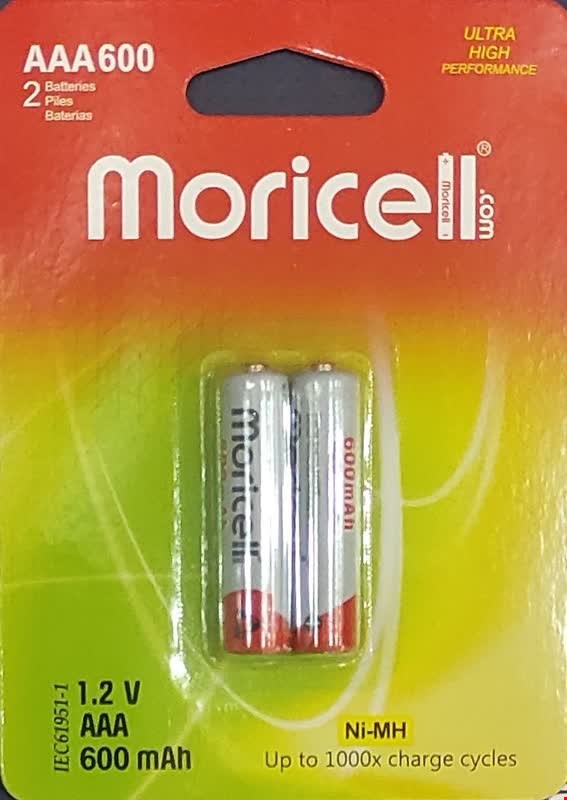 AAA600
2 Batteries
Piles
Baterias
ULTRA
HIGH
PERFORMANCE
Moricell.com®
Moricell
moricell
600mAh
IEC61951-1
1.2 V
AAA
600 mAh
Ni-MH
Up to 1000x charge cycles